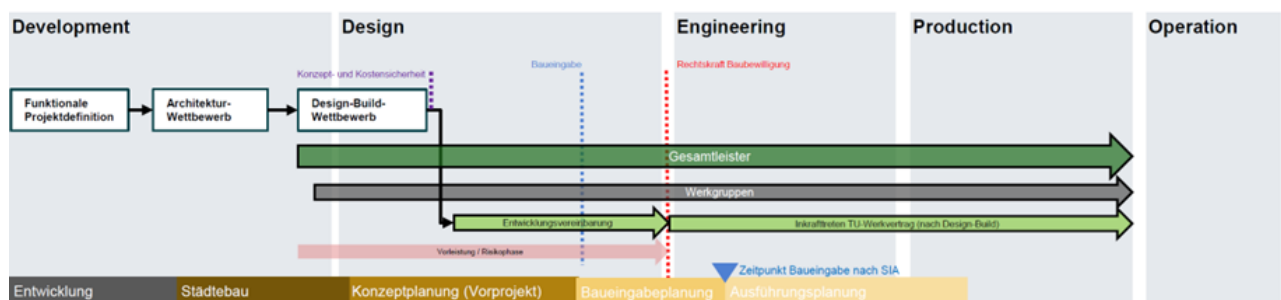 Development
Design
Engineering
Production
Operation
Konzept- und Kostensicherheit
Baueingabe
Rechtskraft Baubewilligung
Funktionale
Projektdefinition
Architektur-
Wettbewerb
Design-Build-
Wettbewerb
Gesamtleister
Werkgruppen
Entwicklungsvereinbarung
Inkrafttreten TU-Werkvertrag (nach Design-Build)
Vorleistung / Risikophase
Zeitpunkt Baueingabe nach SIA
Entwicklung
Städtebau
Konzeptplanung (Vorprojekt)
Baueingabeplanung
Ausführungsplanung